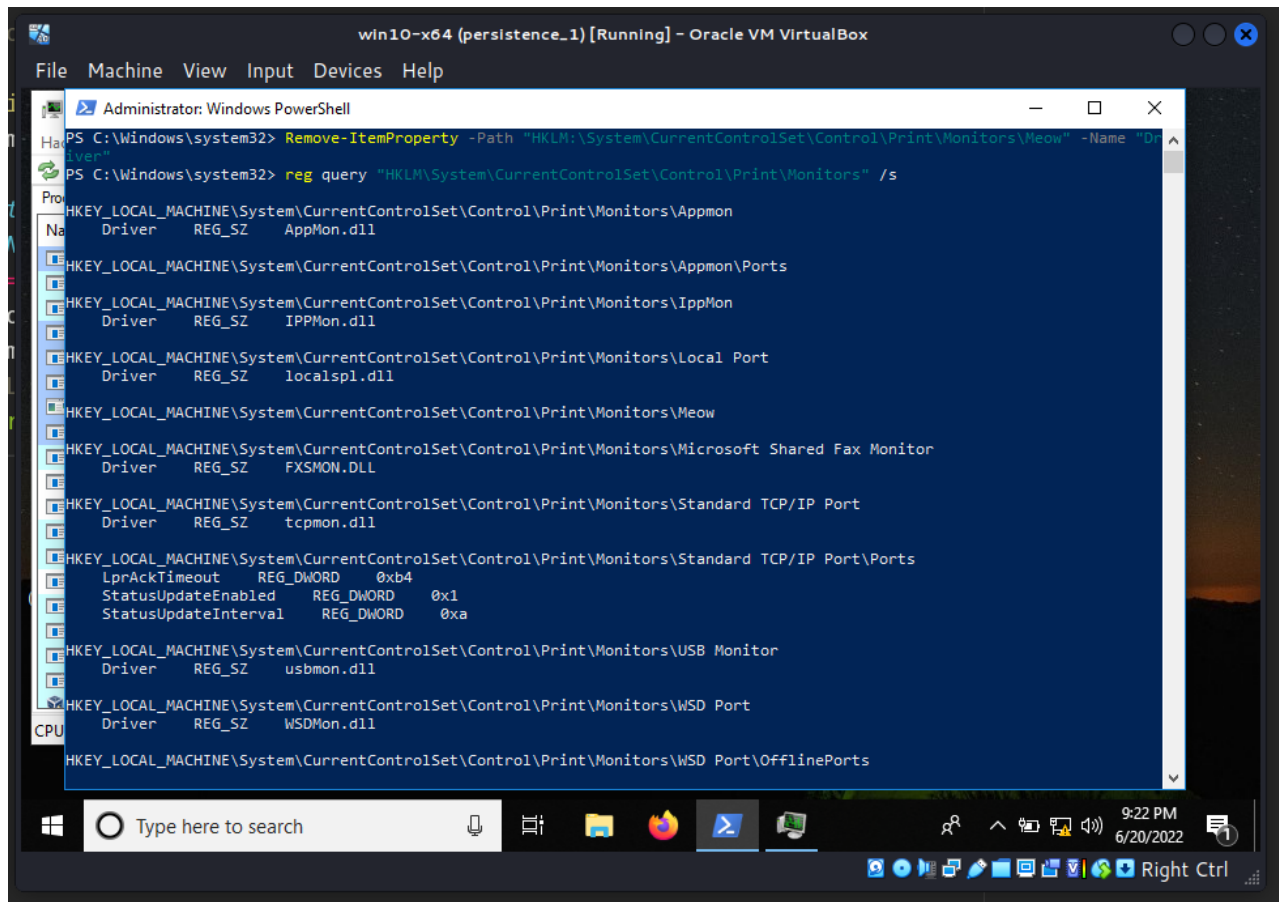 win10-x64 (persistence_1) [Running] - Oracle VM VirtualBox
File Machine View Input Devices Help
Administrator: Windows PowerShell
PS C:\Windows\system32> Remove-ItemProperty -Path "HKLM:\System\CurrentControlSet\Control\Print\Monitors\Meow" -Name "Dr
iver"
PS C:\Windows\system32> reg query "HKLM\System\CurrentControlSet\Control\Print\Monitors" /s
HKEY_LOCAL_MACHINE\System\CurrentControlSet\Control\Print\Monitors\Appmon
Driver REG_SZ AppMon.dll
HKEY_LOCAL_MACHINE\System\CurrentControlSet\Control\Print\Monitors\Appmon\Ports
HKEY_LOCAL_MACHINE\System\CurrentControlSet\Control\Print\Monitors\IppMon
Driver REG_SZ IPPMon.dll
HKEY_LOCAL_MACHINE\System\CurrentControlSet\Control\Print\Monitors\Local Port
Driver REG_SZ localspl.dll
HKEY_LOCAL_MACHINE\System\CurrentControlSet\Control\Print\Monitors\Meow
HKEY_LOCAL_MACHINE\System\CurrentControlSet\Control\Print\Monitors\Microsoft Shared Fax Monitor
Driver REG_SZ FXSMON.DLL
HKEY_LOCAL_MACHINE\System\CurrentControlSet\Control\Print\Monitors\Standard TCP/IP Port
Driver REG_SZ tcpmon.dll
HKEY_LOCAL_MACHINE\System\CurrentControlSet\Control\Print\Monitors\Standard TCP/IP Port\Ports
LprAckTimeout REG_DWORD 0xb4
StatusUpdateEnabled REG_DWORD 0x1
StatusUpdateInterval REG_DWORD 0xa
HKEY_LOCAL_MACHINE\System\CurrentControlSet\Control\Print\Monitors\USB Monitor
Driver REG_SZ usbmon.dll
HKEY_LOCAL_MACHINE\System\CurrentControlSet\Control\Print\Monitors\WSD Port
Driver REG_SZ WSDMon.dll
HKEY_LOCAL_MACHINE\System\CurrentControlSet\Control\Print\Monitors\WSD Port\OfflinePorts
CPU
Type here to search
9:22 PM
6/20/2022
1
Right Ctrl